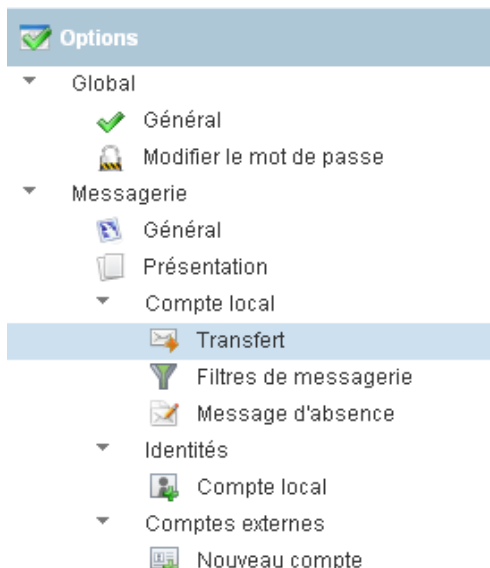 Options
Global
Général
Modifier le mot de passe
Messagerie
Général
Présentation
Compte local
Transfert
Filtres de messagerie
Message d'absence
Identités
Compte local
Comptes externes
Nouveau compte